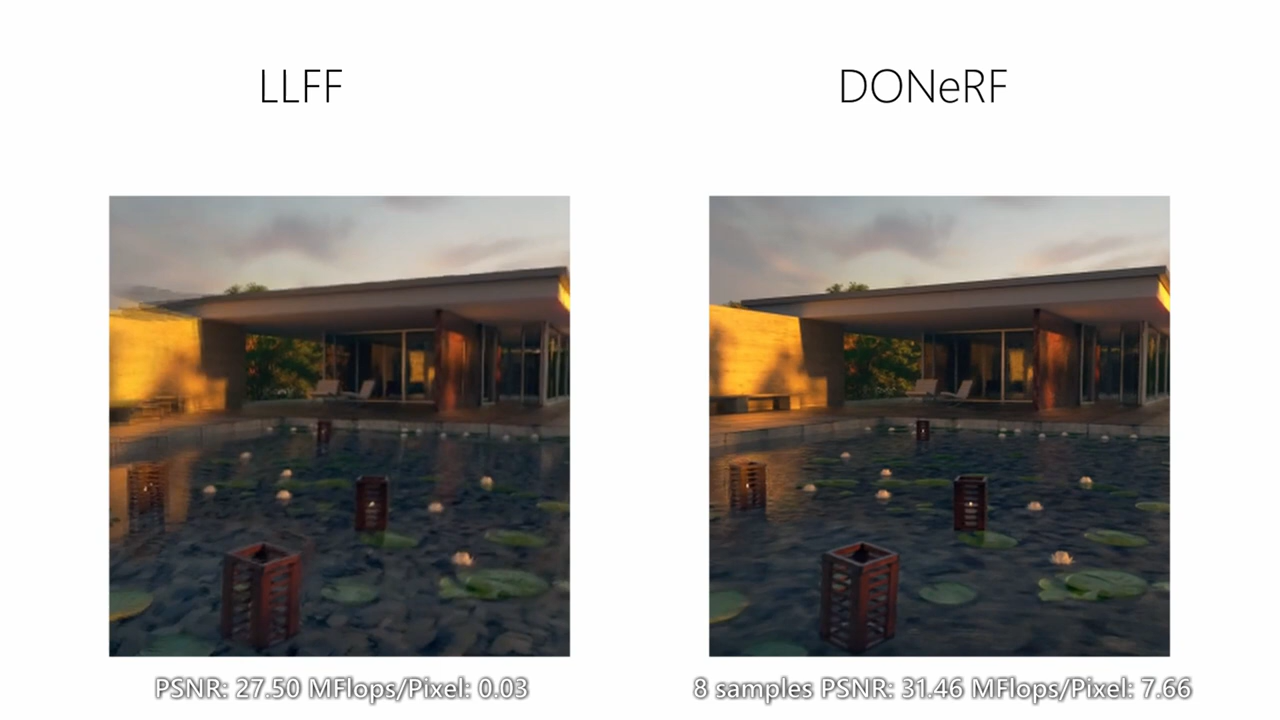 LLFF
DONeRF
PSNR: 27.50 MFlops/Pixel: 0.03
8 samples PSNR: 31.46 MFlops/Pixel: 7.66